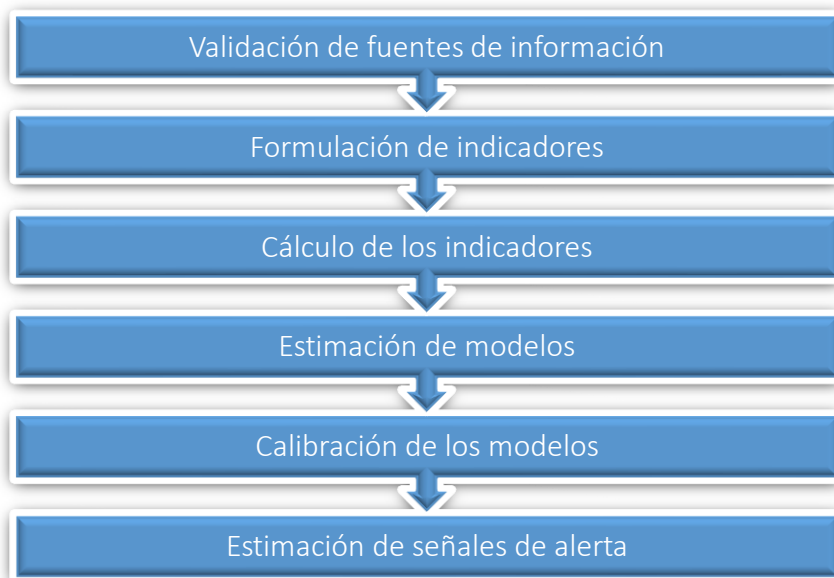 Validación de fuentes de información
Formulación de indicadores
Cálculo de los indicadores
Estimación de modelos
Calibración de los modelos
Estimación de señales de alerta